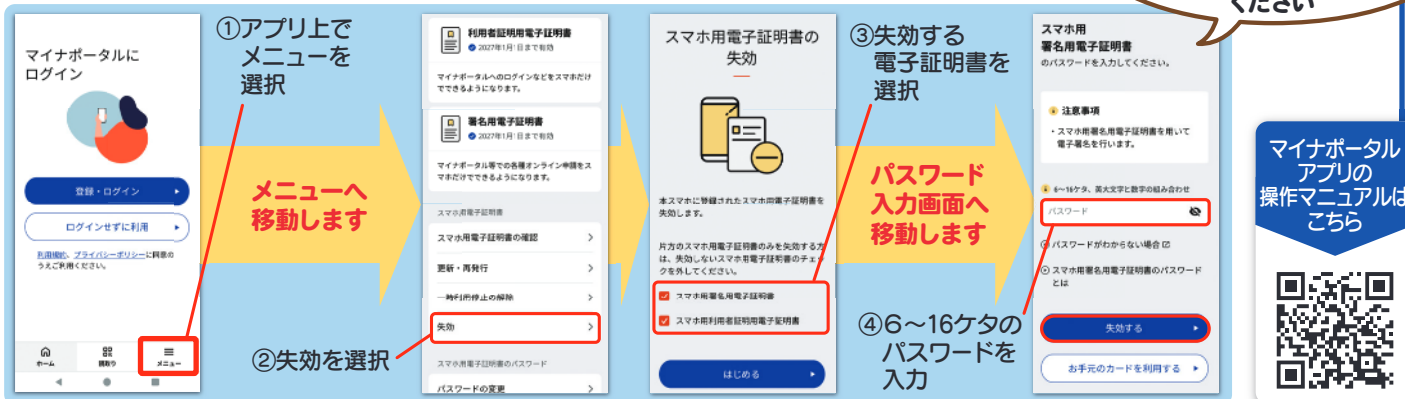 ください
マイナポータルに
ログイン
登録・ログイン
ログインせずに利用
利用規約、プライバシーポリシーに同意の
うえご利用ください。
ホーム
読取り
メニュー
①アプリ上で
メニューを
選択
メニューへ
移動します
利用者証明用電子証明書
2027年1月1日まで有効
マイナポータルへのログインなどをスマホだけ
でできるようになります。
署名用電子証明書
2027年1月1日まで有効
マイナポータル等での各種オンライン申請をス
マホだけでできるようになります。
スマホ用電子証明書
スマホ用電子証明書の確認
更新・再発行
一時利用停止の解除
失効
スマホ用電子証明書のパスワード
パスワードの変更
②失効を選択
スマホ用電子証明書の
失効
本スマホに登録されたスマホ用電子証明書を
失効します。
片方のスマホ用電子証明書のみを失効する方
は、失効しないスマホ用電子証明書のチェッ
クを外してください。
スマホ用署名用電子証明書
スマホ用利用者証明用電子証明書
はじめる
③失効する
電子証明書を
選択
パスワード
入力画面へ
移動します
④6～16ケタの
パスワードを
入力
スマホ用
署名用電子証明書
のパスワードを入力してください。
注意事項
・スマホ用署名用電子証明書を用いて
電子署名を行います。
6～16ケタ、英大文字と数字の組み合わせ
パスワード
パスワードがわからない場合
スマホ用署名用電子証明書のパスワード
とは
失効する
お手元のカードを利用する
マイナポータル
アプリの
操作マニュアルは
こちら